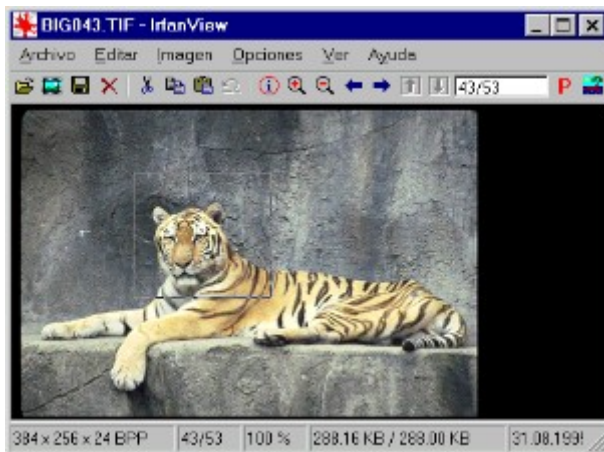 BIG043.TIF - IrfanView
Archivo Editar Imagen Opciones Ver Ayuda
43/53 P
384 x 256 x 24 BPP 43/53 100 % 288.16 KB / 288.00 KB